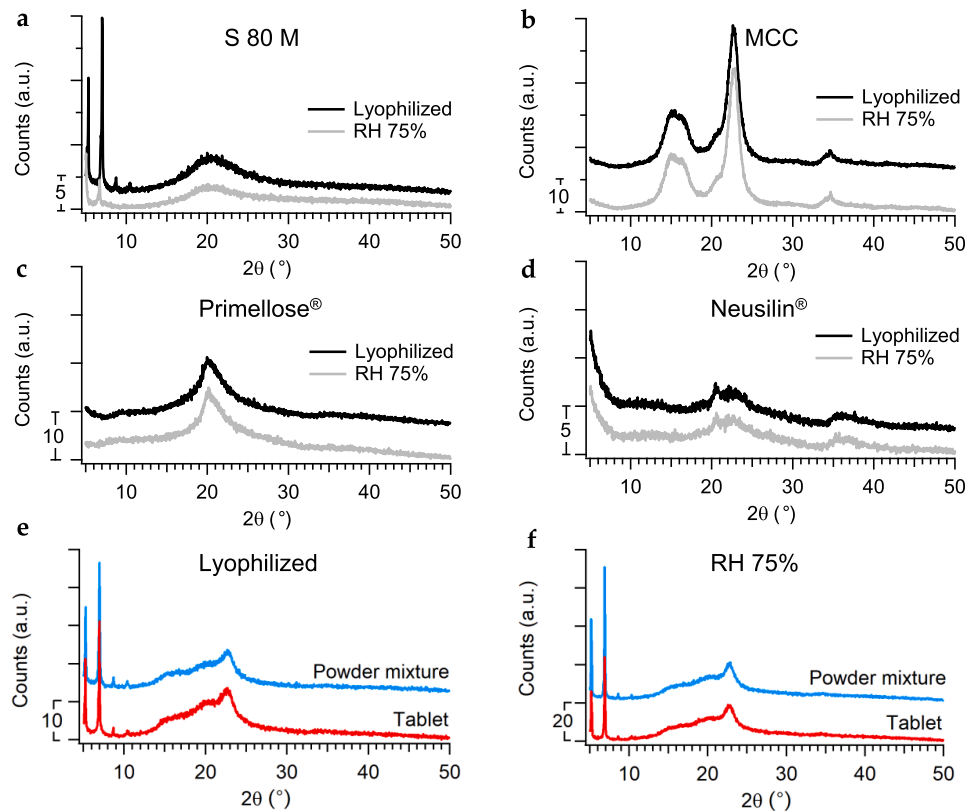 a
S 80 M
Counts (a.u.)
Lyophilized
RH 75%
5
10 20 30 40 50
2θ (°)
b
MCC
Counts (a.u.)
Lyophilized
RH 75%
10
10 20 30 40 50
2θ (°)
c
Primellose®
Counts (a.u.)
Lyophilized
RH 75%
10
10 20 30 40 50
2θ (°)
d
Neusilin®
Counts (a.u.)
Lyophilized
RH 75%
5
10 20 30 40 50
2θ (°)
e
Lyophilized
Counts (a.u.)
Powder mixture
Tablet
10
10 20 30 40 50
2θ (°)
f
RH 75%
Counts (a.u.)
Powder mixture
Tablet
20
10 20 30 40 50
2θ (°)